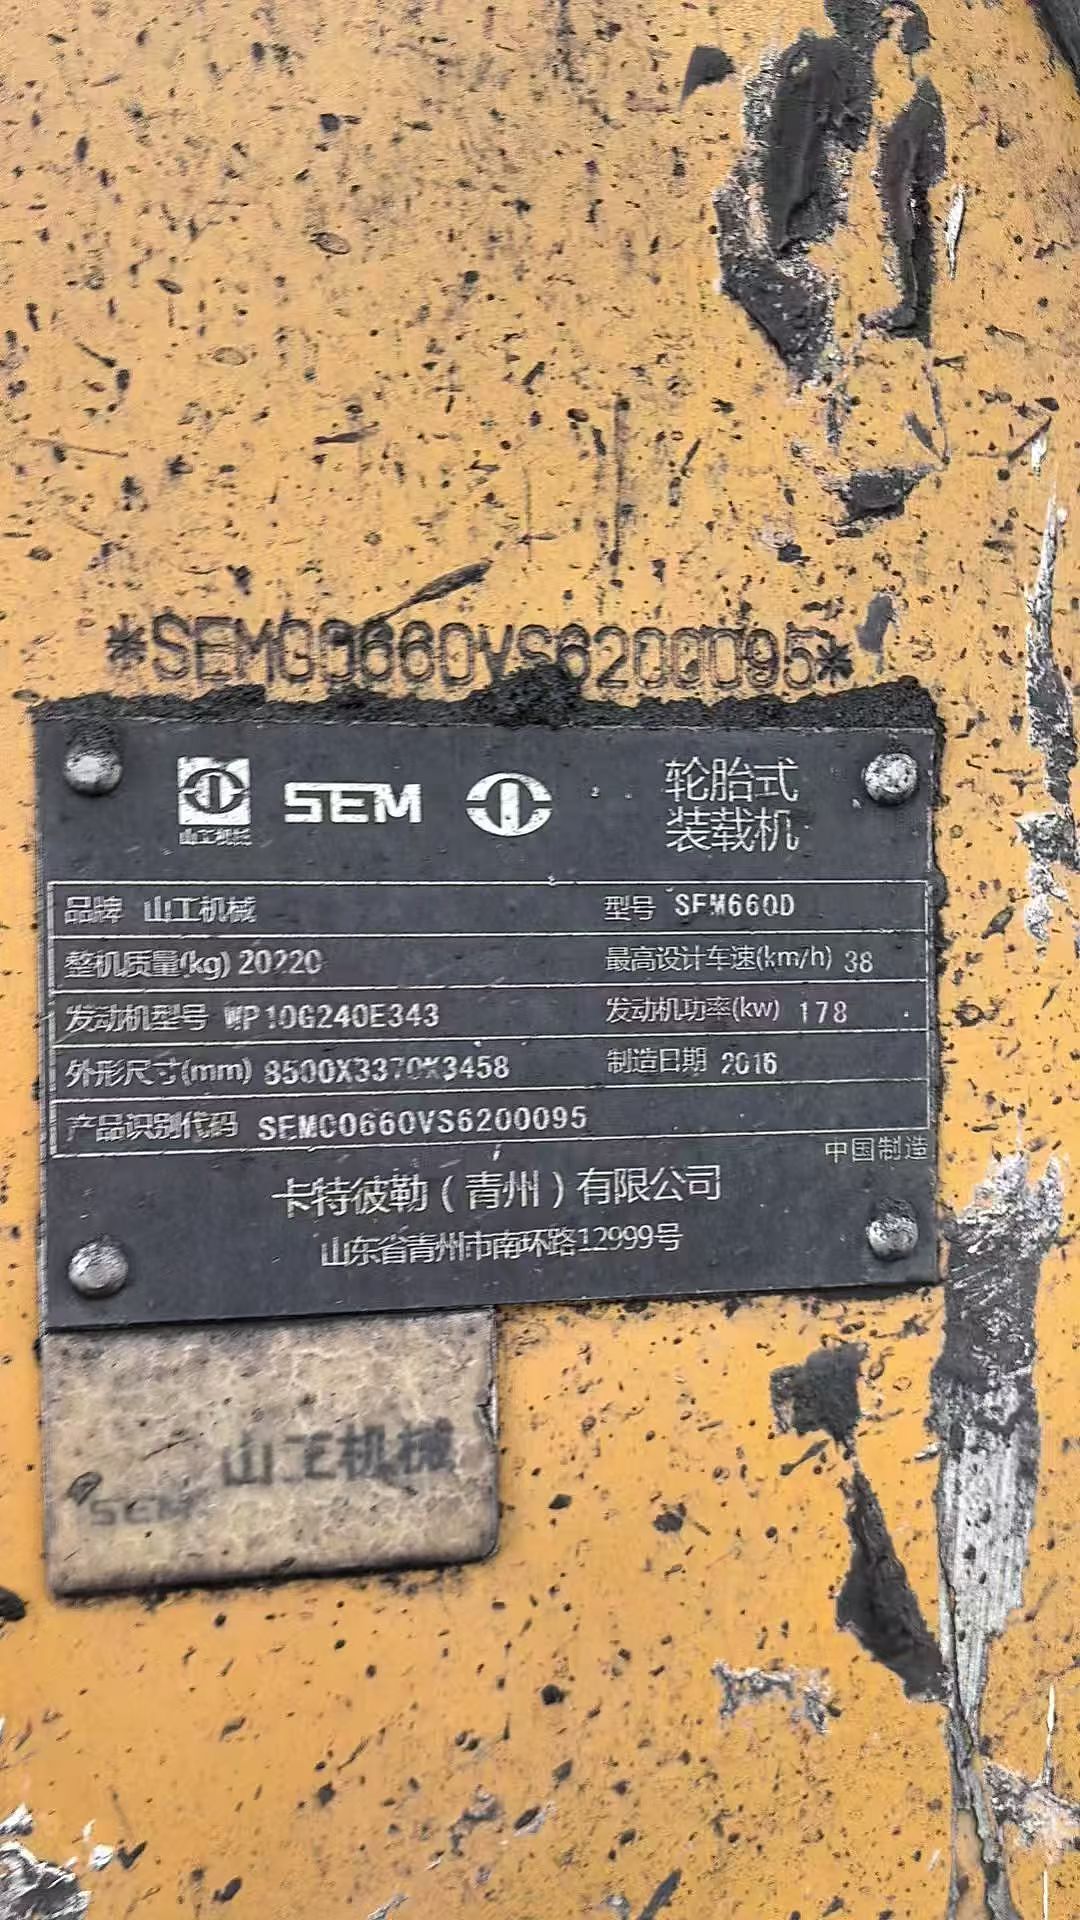 *SEMC0660VS6200095*
山工机械 SEM 轮胎式
装载机
品牌 山工机械 型号 SEM660D
整机质量(kg) 20220 最高设计车速(km/h) 38
发动机型号 WP10G240E343 发动机功率(kw) 178
外形尺寸(mm) 8500X3370X3458 制造日期 2016
产品识别代码 SEMC0660VS6200095
中国制造
卡特彼勒（青州）有限公司
山东省青州市南环路12999号
山工机械
SEM